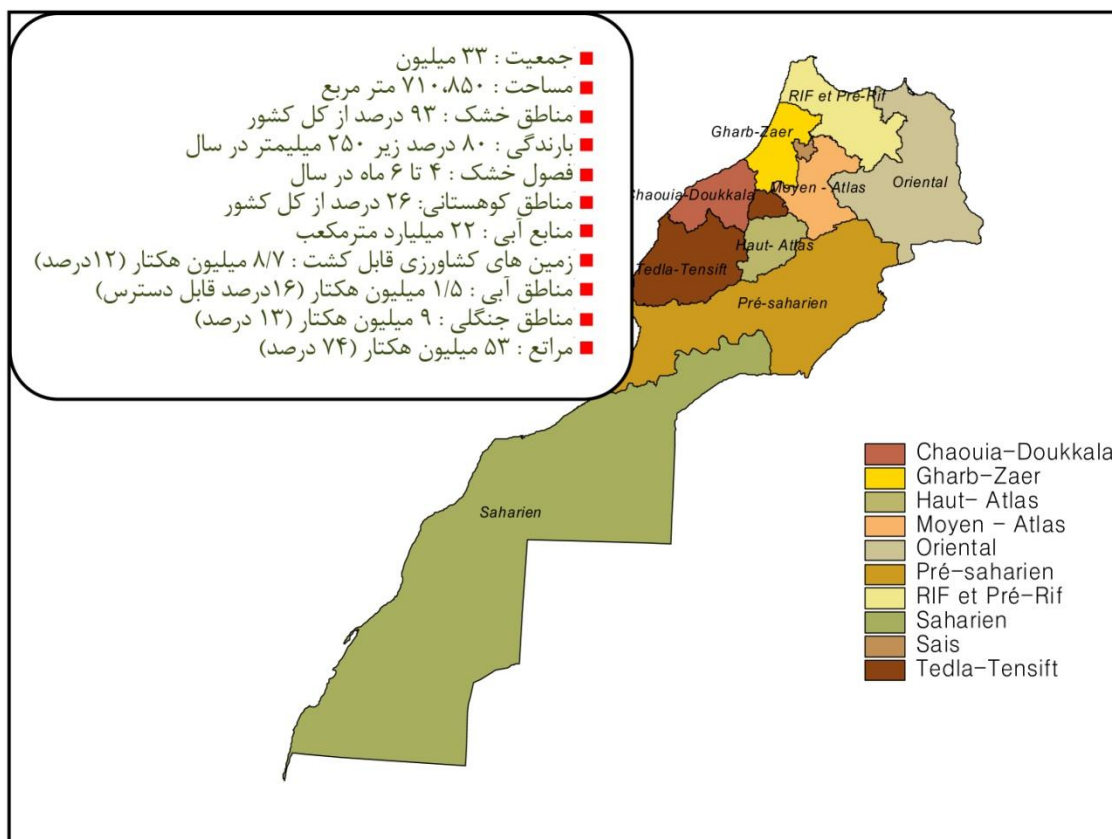 جمعیت : ۳۳ میلیون
مساحت : ۷۱۰،۸۵۰ متر مربع
مناطق خشک : ۹۳ درصد از کل کشور
بارندگی : ۸۰ درصد زیر ۲۵۰ میلیمتر در سال
فصول خشک : ۴ تا ۶ ماه در سال
مناطق کوهستانی: ۲۶ درصد از کل کشور
منابع آبی : ۲۲ میلیارد مترمکعب
زمین های کشاورزی قابل کشت : ۸/۷ میلیون هکتار (۱۲درصد)
مناطق آبی : ۱/۵ میلیون هکتار (۱۶درصد قابل دسترس)
مناطق جنگلی : ۹ میلیون هکتار (۱۳ درصد)
مراتع : ۵۳ میلیون هکتار (۷۴ درصد)
RIF et Pré-Rif
Gharb-Zaer
Oriental
Moyen - Atlas
Chaouia-Doukkala
Haut- Atlas
Tedla-Tensift
Pré-saharien
Saharien
Chaouia-Doukkala
Gharb-Zaer
Haut- Atlas
Moyen - Atlas
Oriental
Pré-saharien
RIF et Pré-Rif
Saharien
Sais
Tedla-Tensift